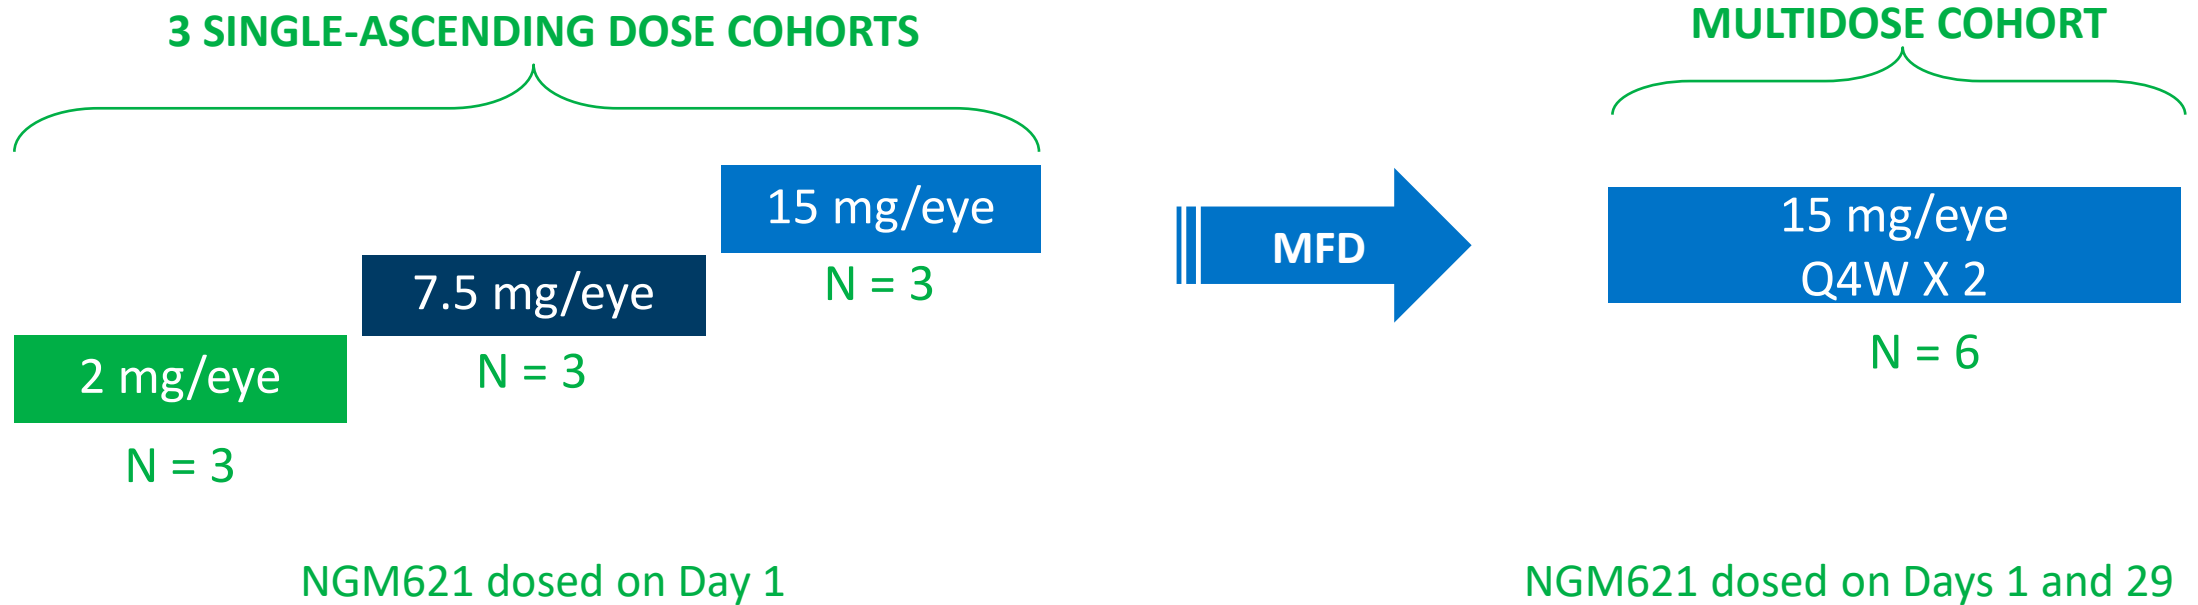 3 SINGLE-ASCENDING DOSE COHORTS
2 mg/eye
N = 3
7.5 mg/eye
N = 3
15 mg/eye
N = 3
NGM621 dosed on Day 1
MFD
MULTIDOSE COHORT
15 mg/eye
Q4W X 2
N = 6
NGM621 dosed on Days 1 and 29